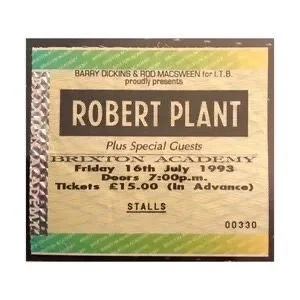 BARRY DICKINS & ROD MACSWEEN for I.T.B.
proudly presents
ROBERT PLANT
Plus Special Guests
BRIXTON ACADEMY
Friday 16th July 1993
Doors 7:00p.m.
Tickets £15.00 (In Advance)
STALLS
00330